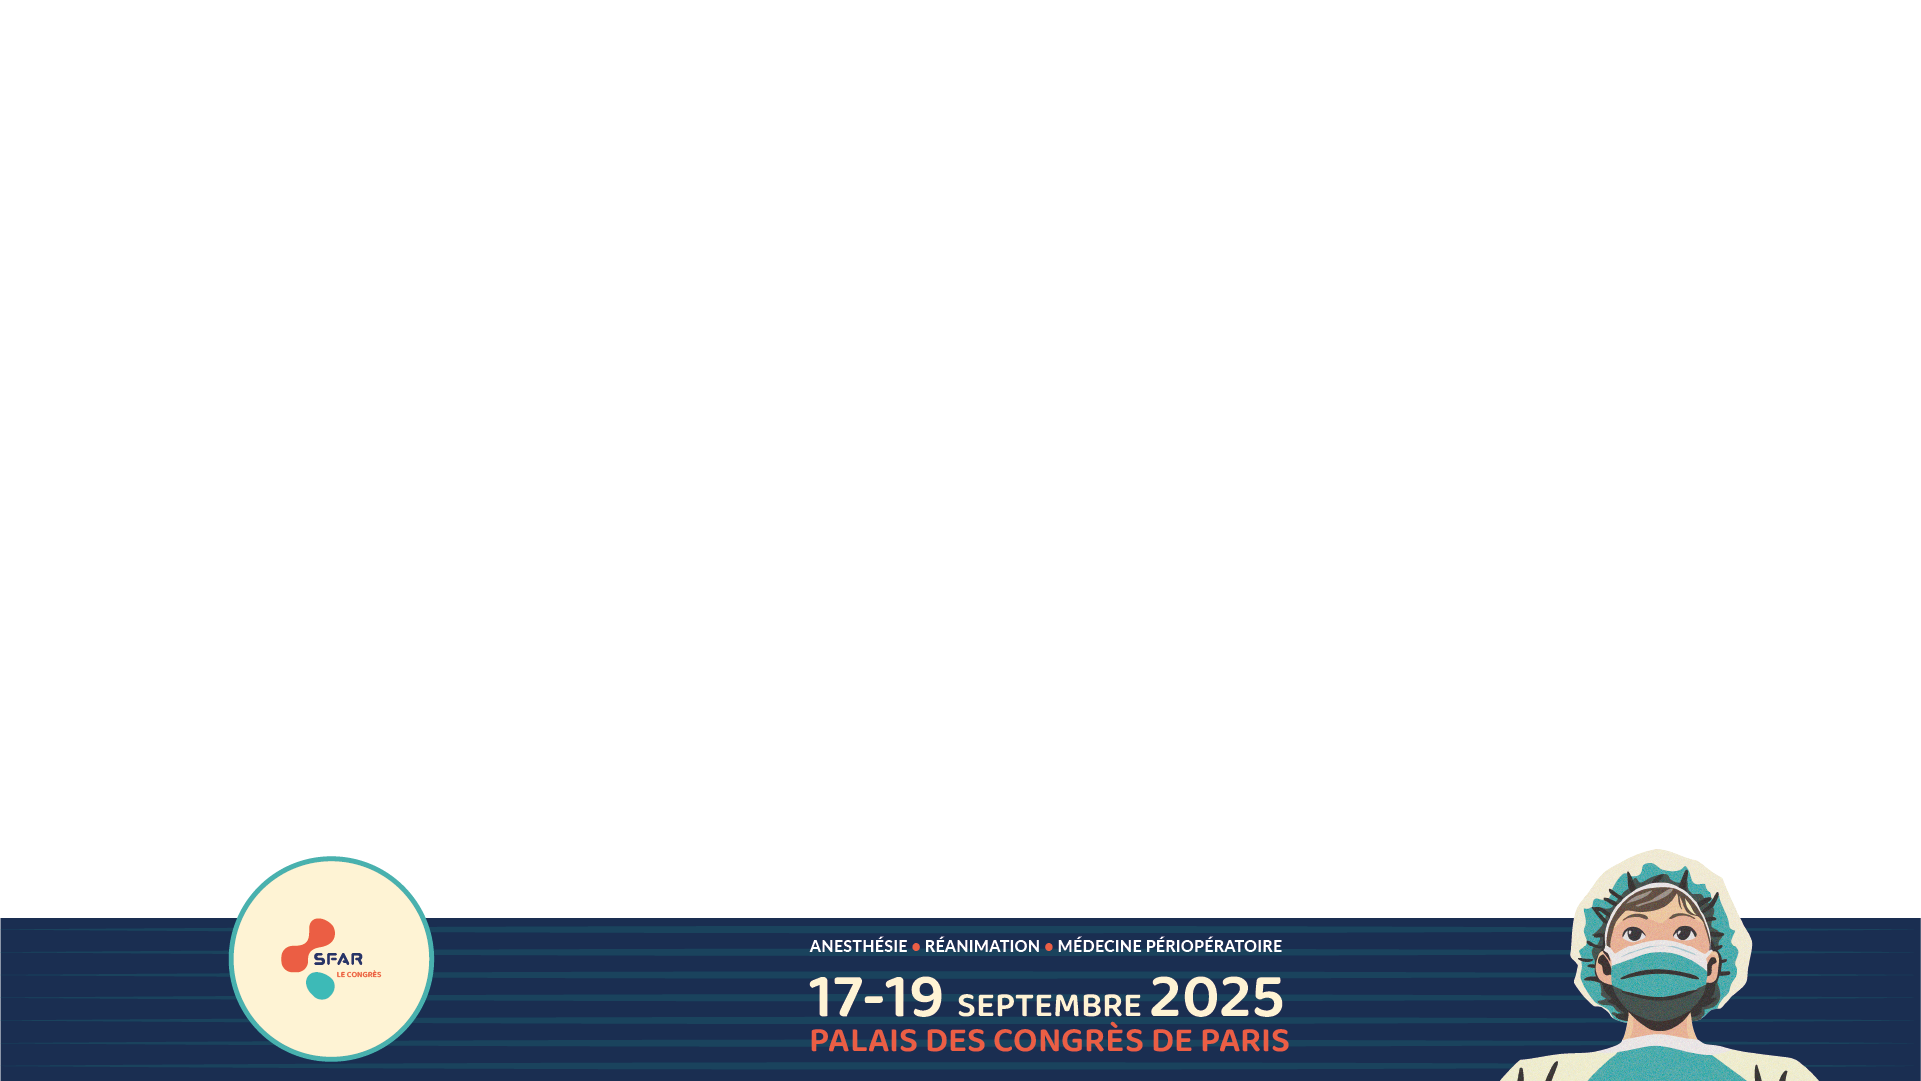 SFAR
LE CONGRÈS
ANESTHÉSIE • RÉANIMATION • MÉDECINE PÉRIOPÉRATOIRE
17-19 SEPTEMBRE 2025
PALAIS DES CONGRÈS DE PARIS